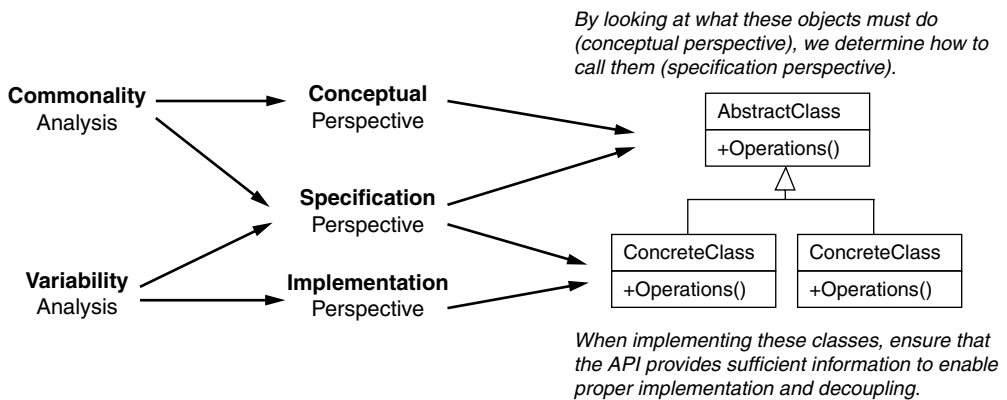 By looking at what these objects must do
(conceptual perspective), we determine how to
call them (specification perspective).
Commonality
Analysis
Conceptual
Perspective
AbstractClass
+Operations()
Specification
Perspective
Variability
Analysis
Implementation
Perspective
ConcreteClass
+Operations()
ConcreteClass
+Operations()
When implementing these classes, ensure that
the API provides sufficient information to enable
proper implementation and decoupling.